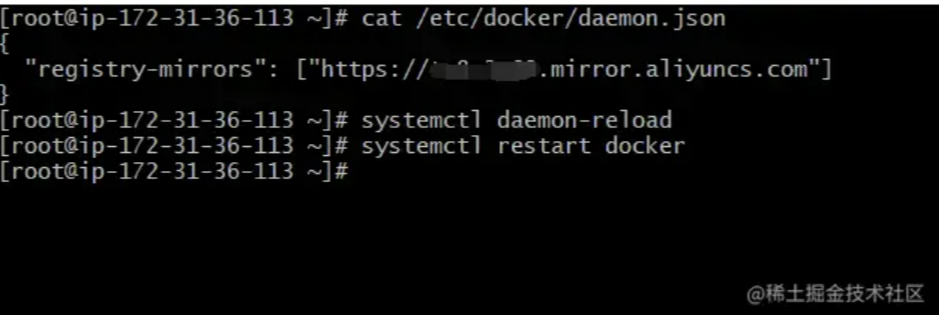 [root@ip-172-31-36-113 ~]# cat /etc/docker/daemon.json
{
"registry-mirrors": ["https:// .mirror.aliyuncs.com"]
}
[root@ip-172-31-36-113 ~]# systemctl daemon-reload
[root@ip-172-31-36-113 ~]# systemctl restart docker
[root@ip-172-31-36-113 ~]#
@稀土掘金技术社区